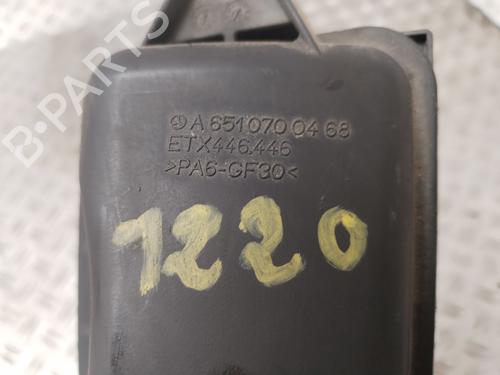 A 651 070 04 68
ETX446.446
>PA6-GF30<
1220
B-PARTS